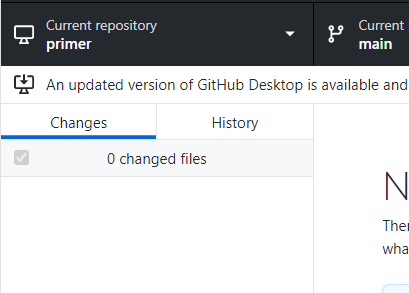 Current repository
primer
Current
main
An updated version of GitHub Desktop is available and
Changes
History
0 changed files
N
Ther
wha